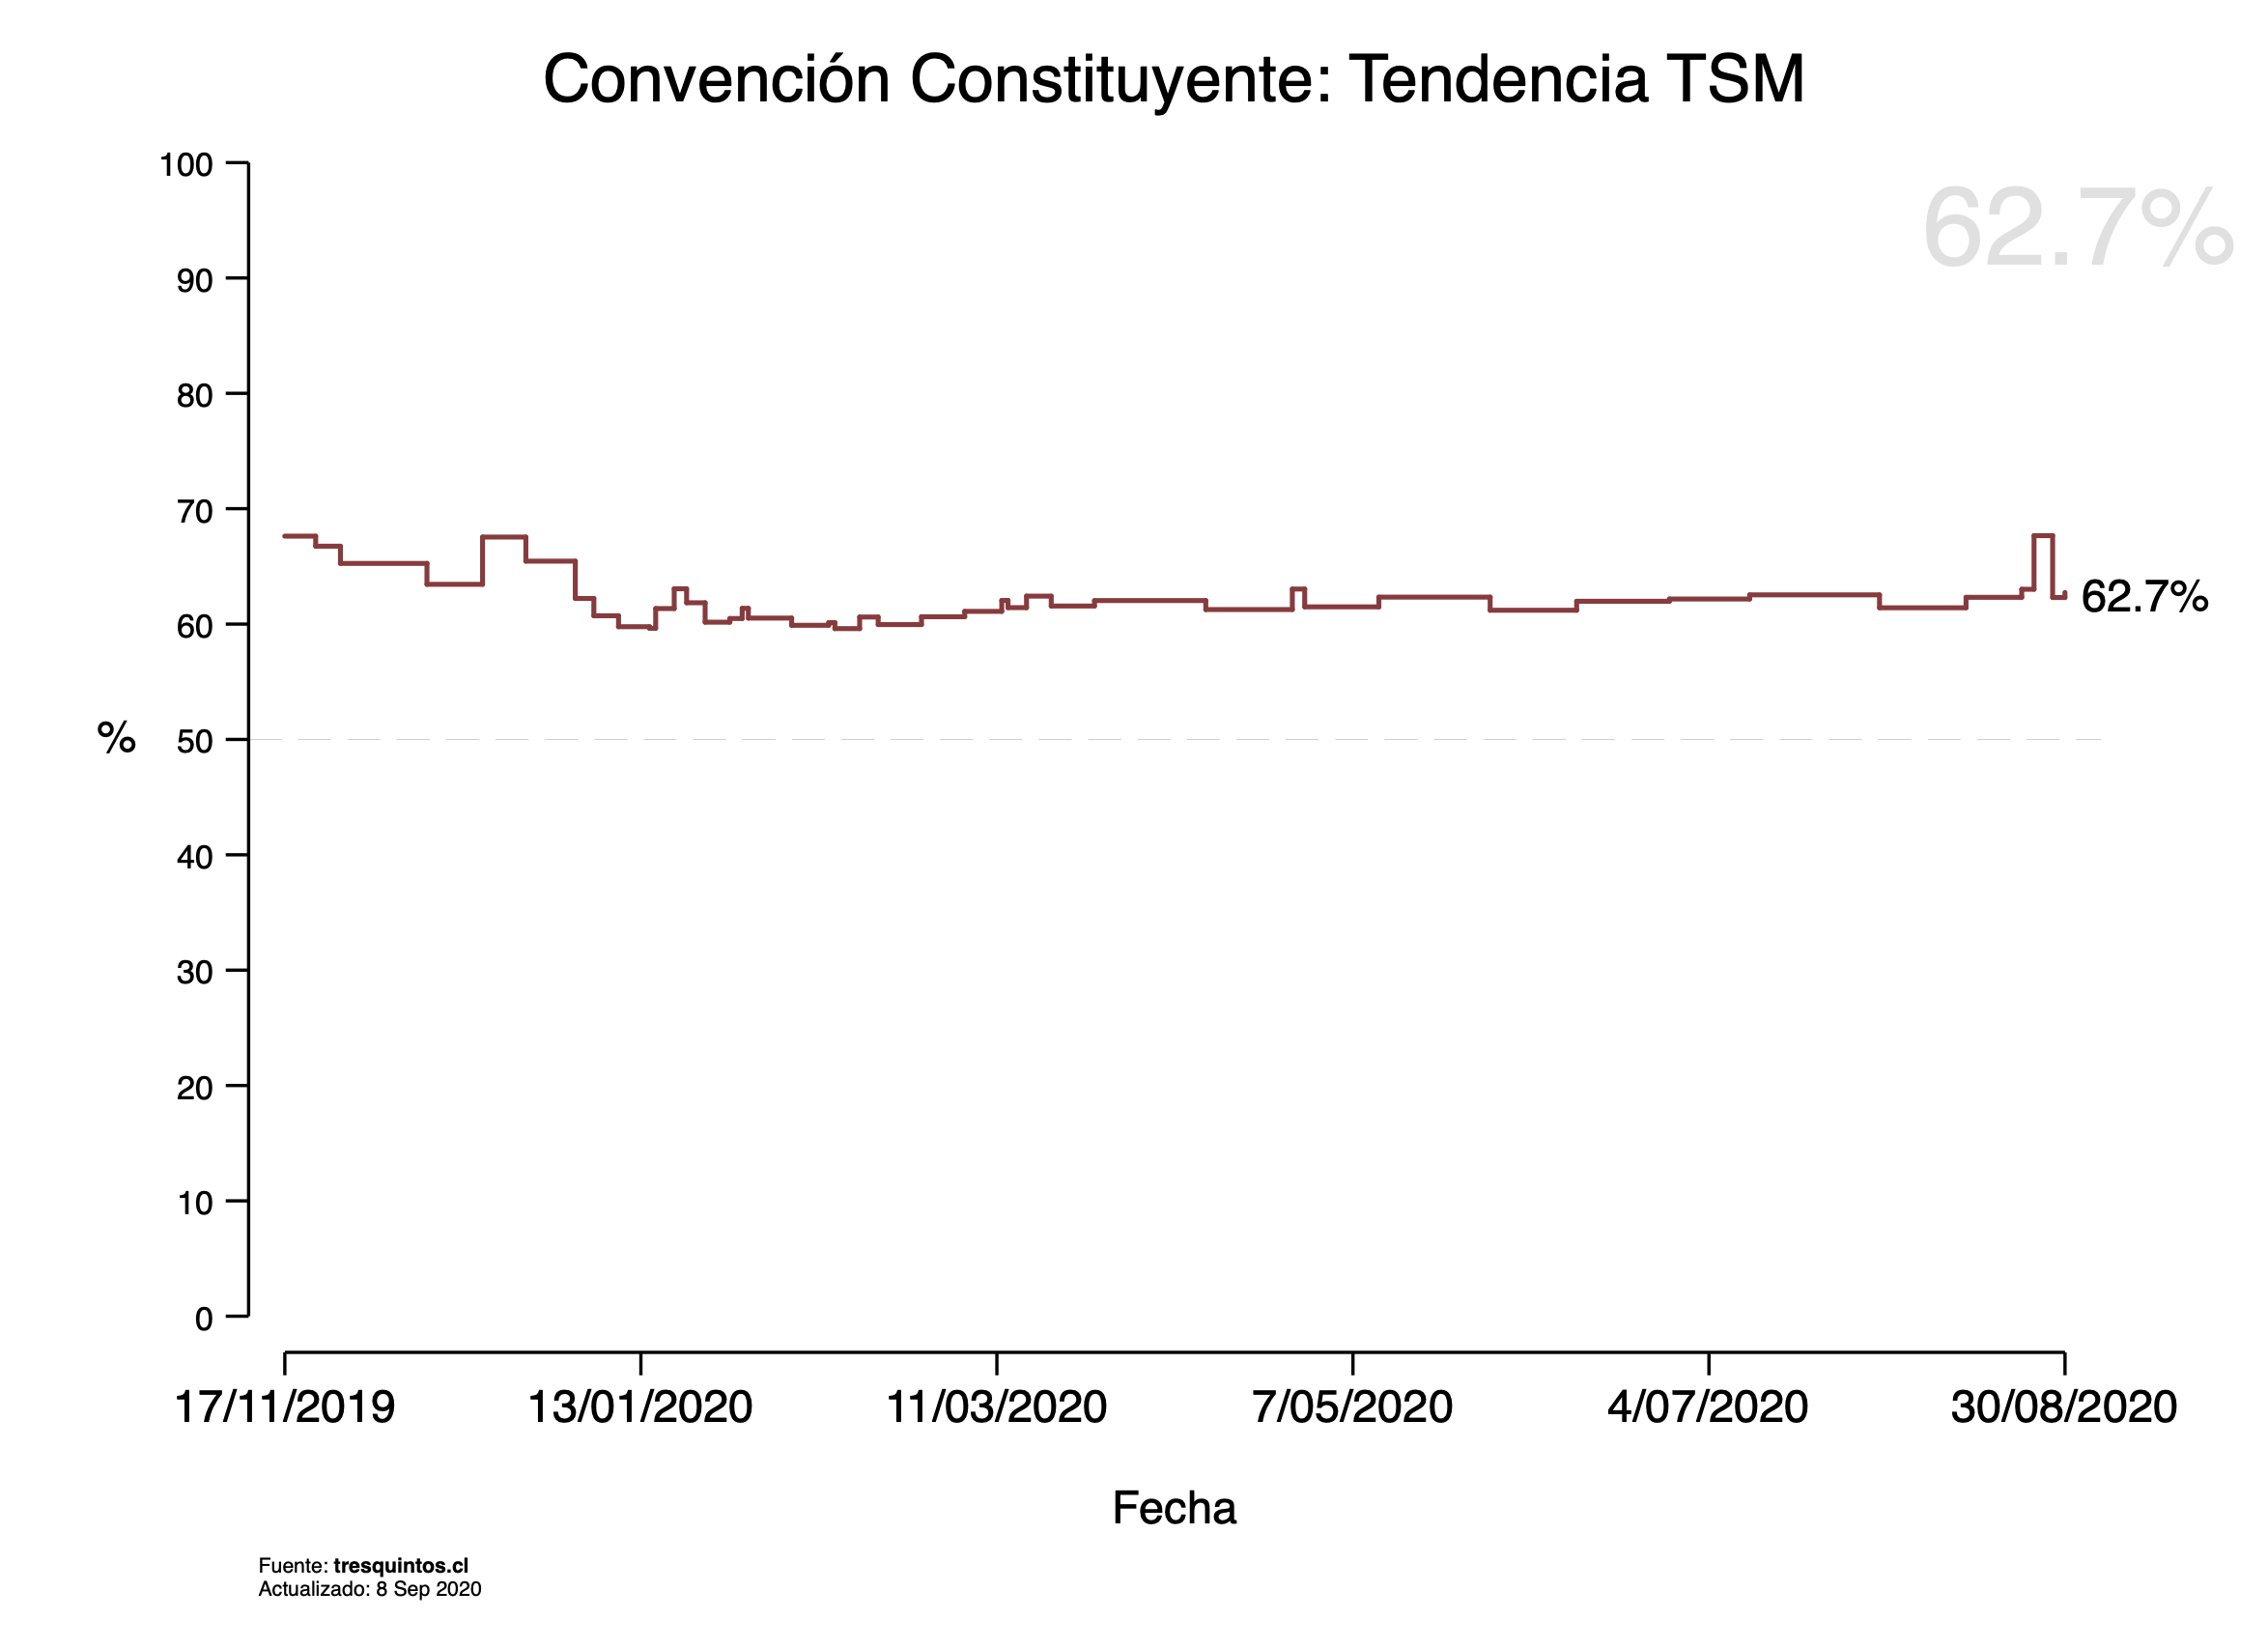 Convención Constituyente: Tendencia TSM
62.7%
100
90
80
70
60
50
40
30
20
10
0
%
62.7%
17/11/2019 13/01/2020 11/03/2020 7/05/2020 4/07/2020 30/08/2020
Fecha
Fuente: tresquintos.cl
Actualizado: 8 Sep 2020